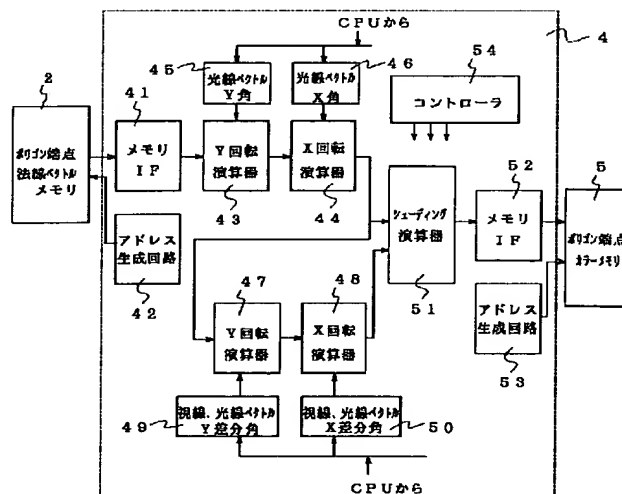 CPUから
4
45
光線ベクトル
Y角
46
光線ベクトル
X角
54
コントローラ
2
ポリゴン端点
法線ベクトル
メモリ
41
メモリ
IF
Y回転
演算器
43
X回転
演算器
44
シェーディング
演算器
51
52
メモリ
IF
5
ポリゴン端点
カラーメモリ
アドレス
生成回路
42
47
Y回転
演算器
48
X回転
演算器
アドレス
生成回路
53
49
視線、光線ベクトル
Y差分角
視線、光線ベクトル
X差分角
50
CPUから